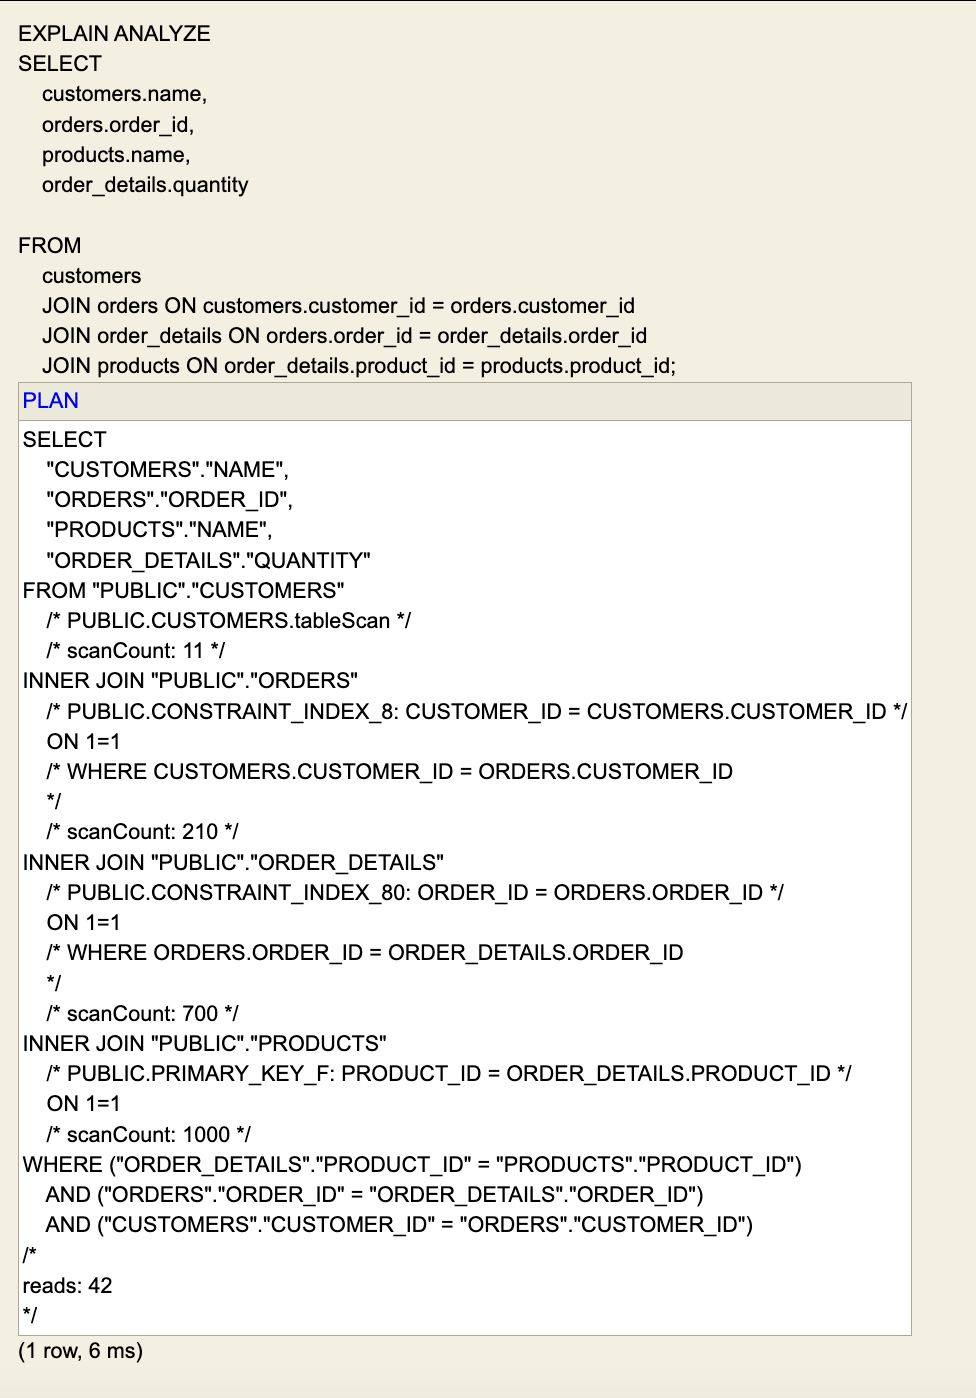 EXPLAIN ANALYZE
SELECT
    customers.name,
    orders.order_id,
    products.name,
    order_details.quantity

FROM
    customers
    JOIN orders ON customers.customer_id = orders.customer_id
    JOIN order_details ON orders.order_id = order_details.order_id
    JOIN products ON order_details.product_id = products.product_id;
PLAN
SELECT
    "CUSTOMERS"."NAME",
    "ORDERS"."ORDER_ID",
    "PRODUCTS"."NAME",
    "ORDER_DETAILS"."QUANTITY"
FROM "PUBLIC"."CUSTOMERS"
    /* PUBLIC.CUSTOMERS.tableScan */
    /* scanCount: 11 */
INNER JOIN "PUBLIC"."ORDERS"
    /* PUBLIC.CONSTRAINT_INDEX_8: CUSTOMER_ID = CUSTOMERS.CUSTOMER_ID */
    ON 1=1
    /* WHERE CUSTOMERS.CUSTOMER_ID = ORDERS.CUSTOMER_ID
    */
    /* scanCount: 210 */
INNER JOIN "PUBLIC"."ORDER_DETAILS"
    /* PUBLIC.CONSTRAINT_INDEX_80: ORDER_ID = ORDERS.ORDER_ID */
    ON 1=1
    /* WHERE ORDERS.ORDER_ID = ORDER_DETAILS.ORDER_ID
    */
    /* scanCount: 700 */
INNER JOIN "PUBLIC"."PRODUCTS"
    /* PUBLIC.PRIMARY_KEY_F: PRODUCT_ID = ORDER_DETAILS.PRODUCT_ID */
    ON 1=1
    /* scanCount: 1000 */
WHERE ("ORDER_DETAILS"."PRODUCT_ID" = "PRODUCTS"."PRODUCT_ID")
    AND ("ORDERS"."ORDER_ID" = "ORDER_DETAILS"."ORDER_ID")
    AND ("CUSTOMERS"."CUSTOMER_ID" = "ORDERS"."CUSTOMER_ID")
/*
reads: 42
*/
(1 row, 6 ms)